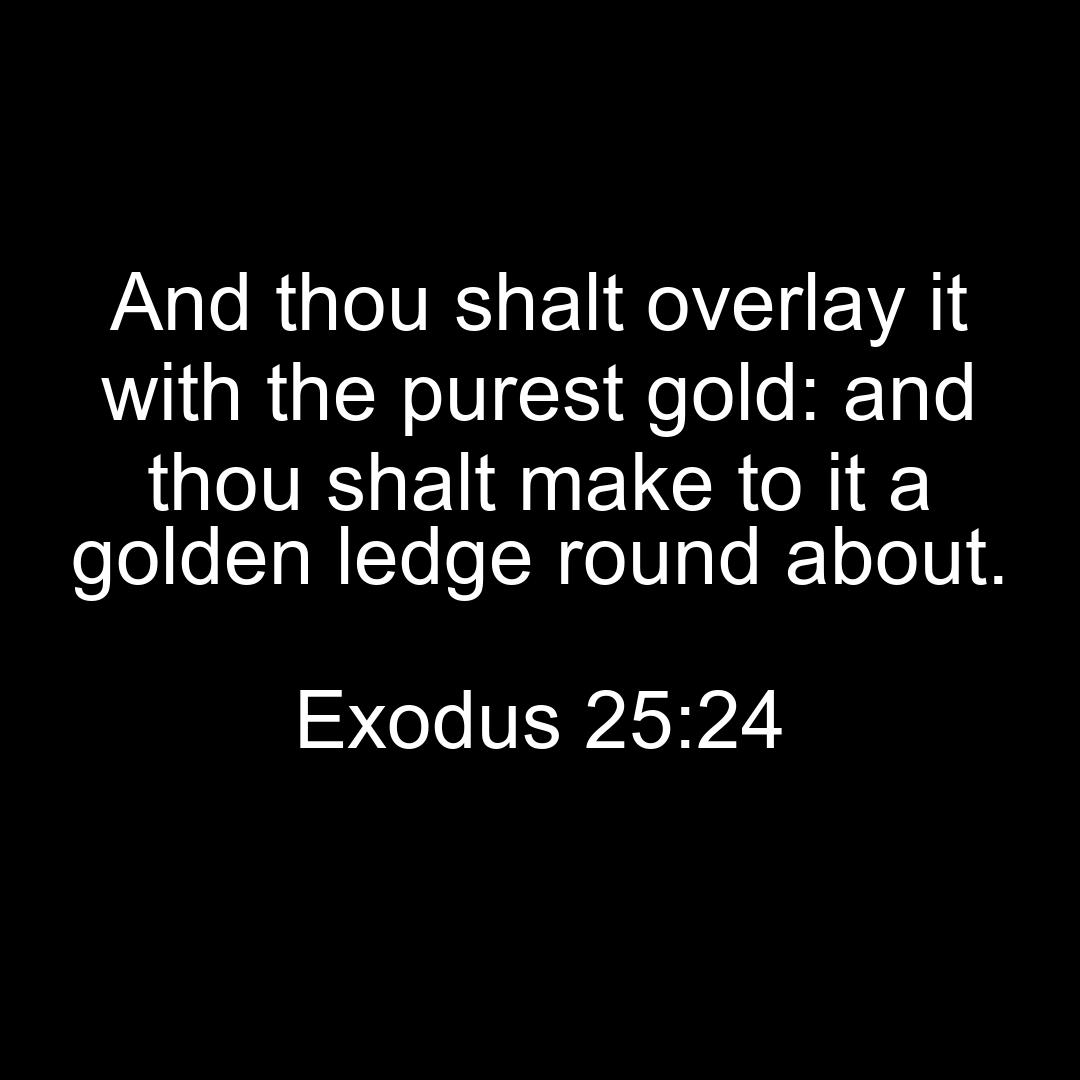 And thou shalt overlay it
with the purest gold: and
thou shalt make to it a
golden ledge round about.
Exodus 25:24